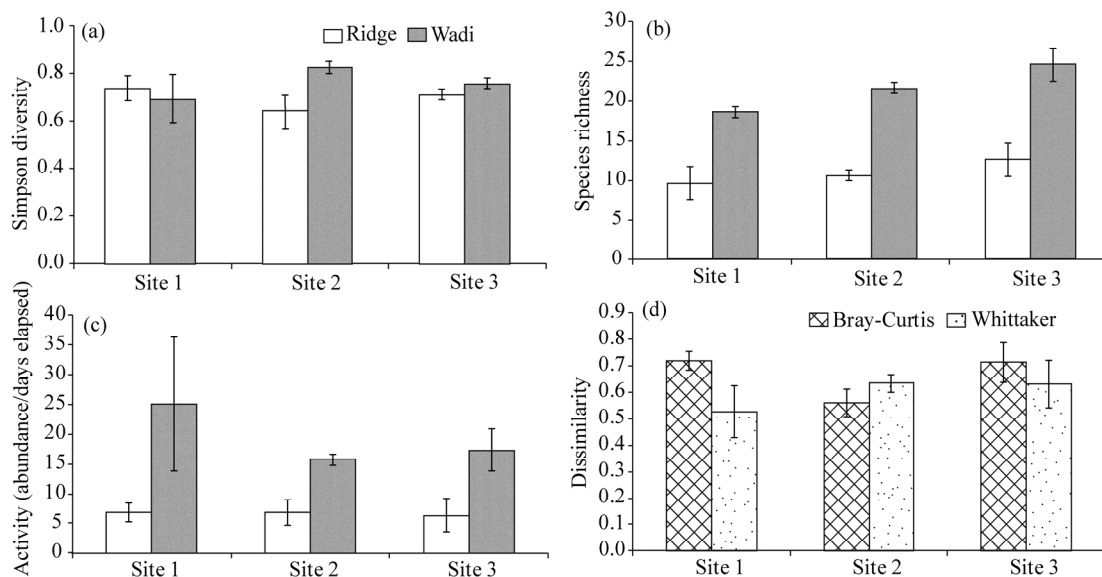 (a)
Ridge Wadi
Simpson diversity
1.0
0.8
0.6
0.4
0.2
0.0
Site 1 Site 2 Site 3
(b)
Species richness
30
25
20
15
10
5
0
Site 1 Site 2 Site 3
(c)
Activity (abundance/days elapsed)
40
35
30
25
20
15
10
5
0
Site 1 Site 2 Site 3
(d)
Bray-Curtis Whittaker
Dissimilarity
0.9
0.8
0.7
0.6
0.5
0.4
0.3
0.2
0.1
0.0
Site 1 Site 2 Site 3